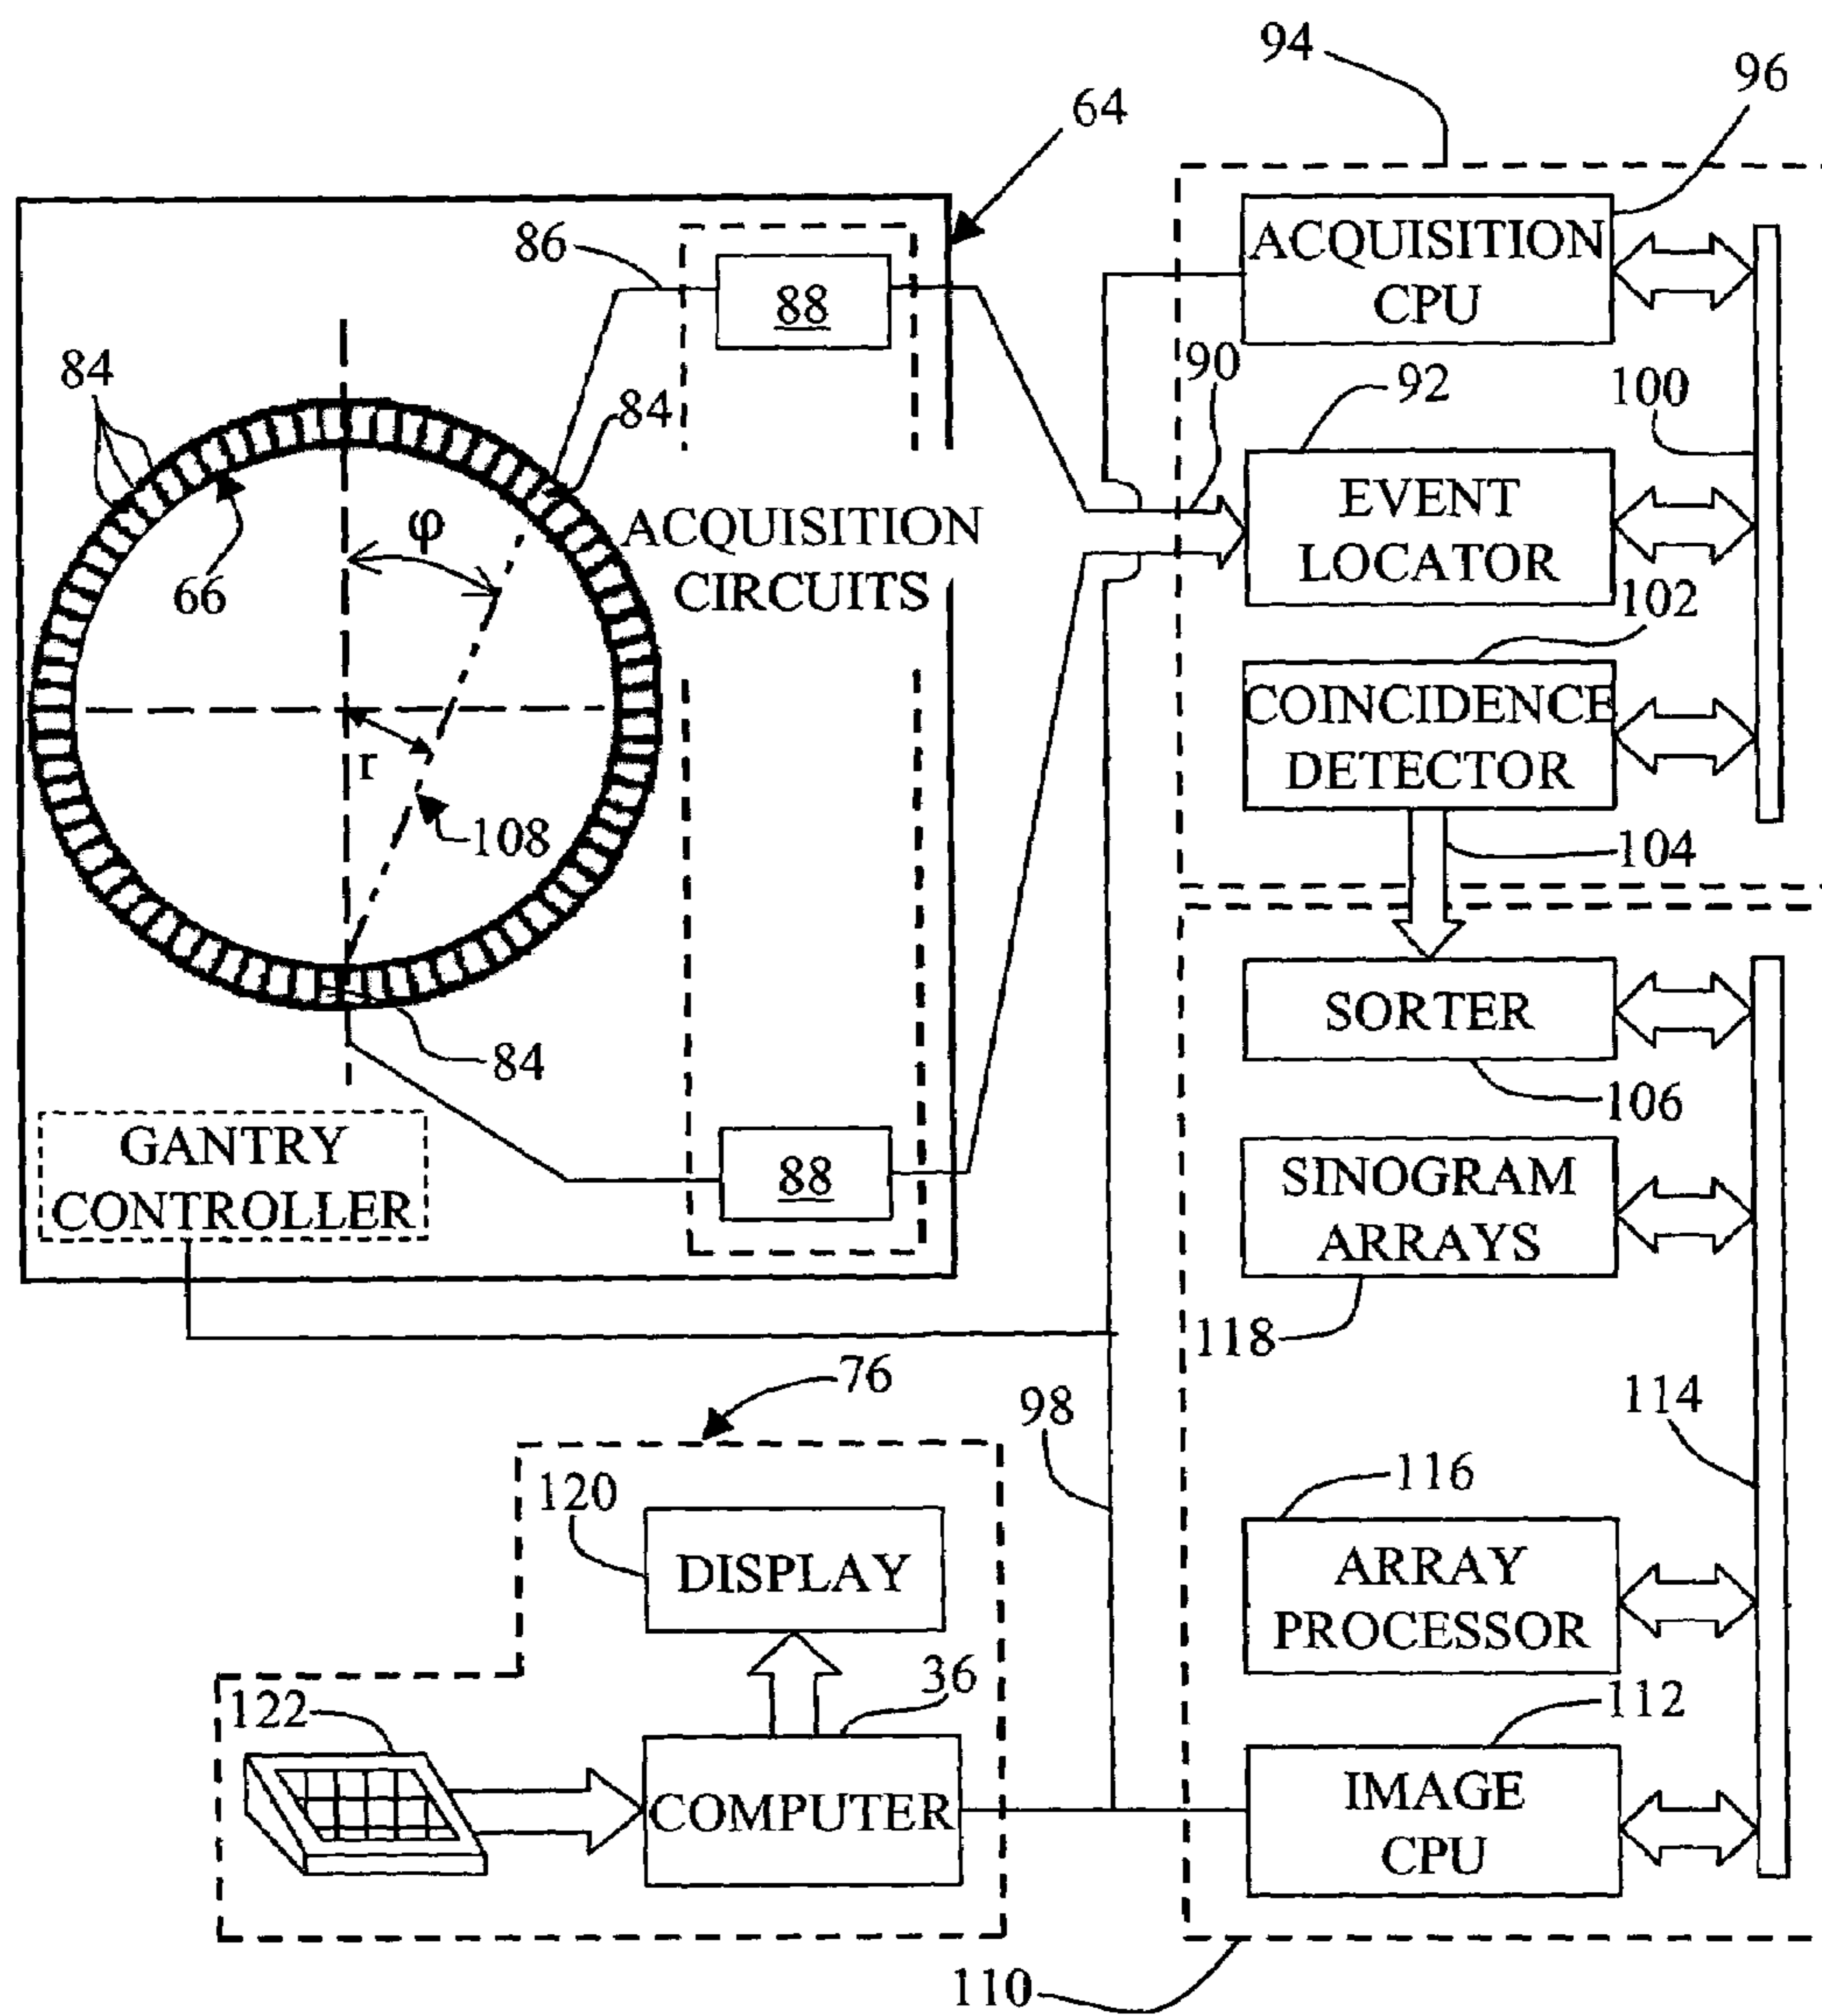 94
96
64
86
ACQUISITION
CPU
88
90
84
92
100
84
φ
EVENT
LOCATOR
ACQUISITION
CIRCUITS
66
102
COINCIDENCE
DETECTOR
r
108
104
SORTER
84
106
GANTRY
CONTROLLER
88
SINOGRAM
ARRAYS
118
76
98
114
116
120
DISPLAY
ARRAY
PROCESSOR
36
112
122
COMPUTER
IMAGE
CPU
110